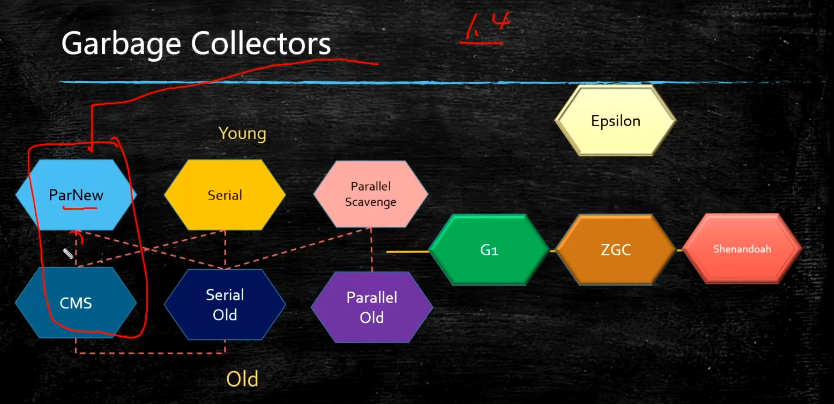 Garbage Collectors
1.4
Epsilon
Young
ParNew
Serial
Parallel
Scavenge
G1
ZGC
Shenandoah
CMS
Serial
Old
Parallel
Old
Old